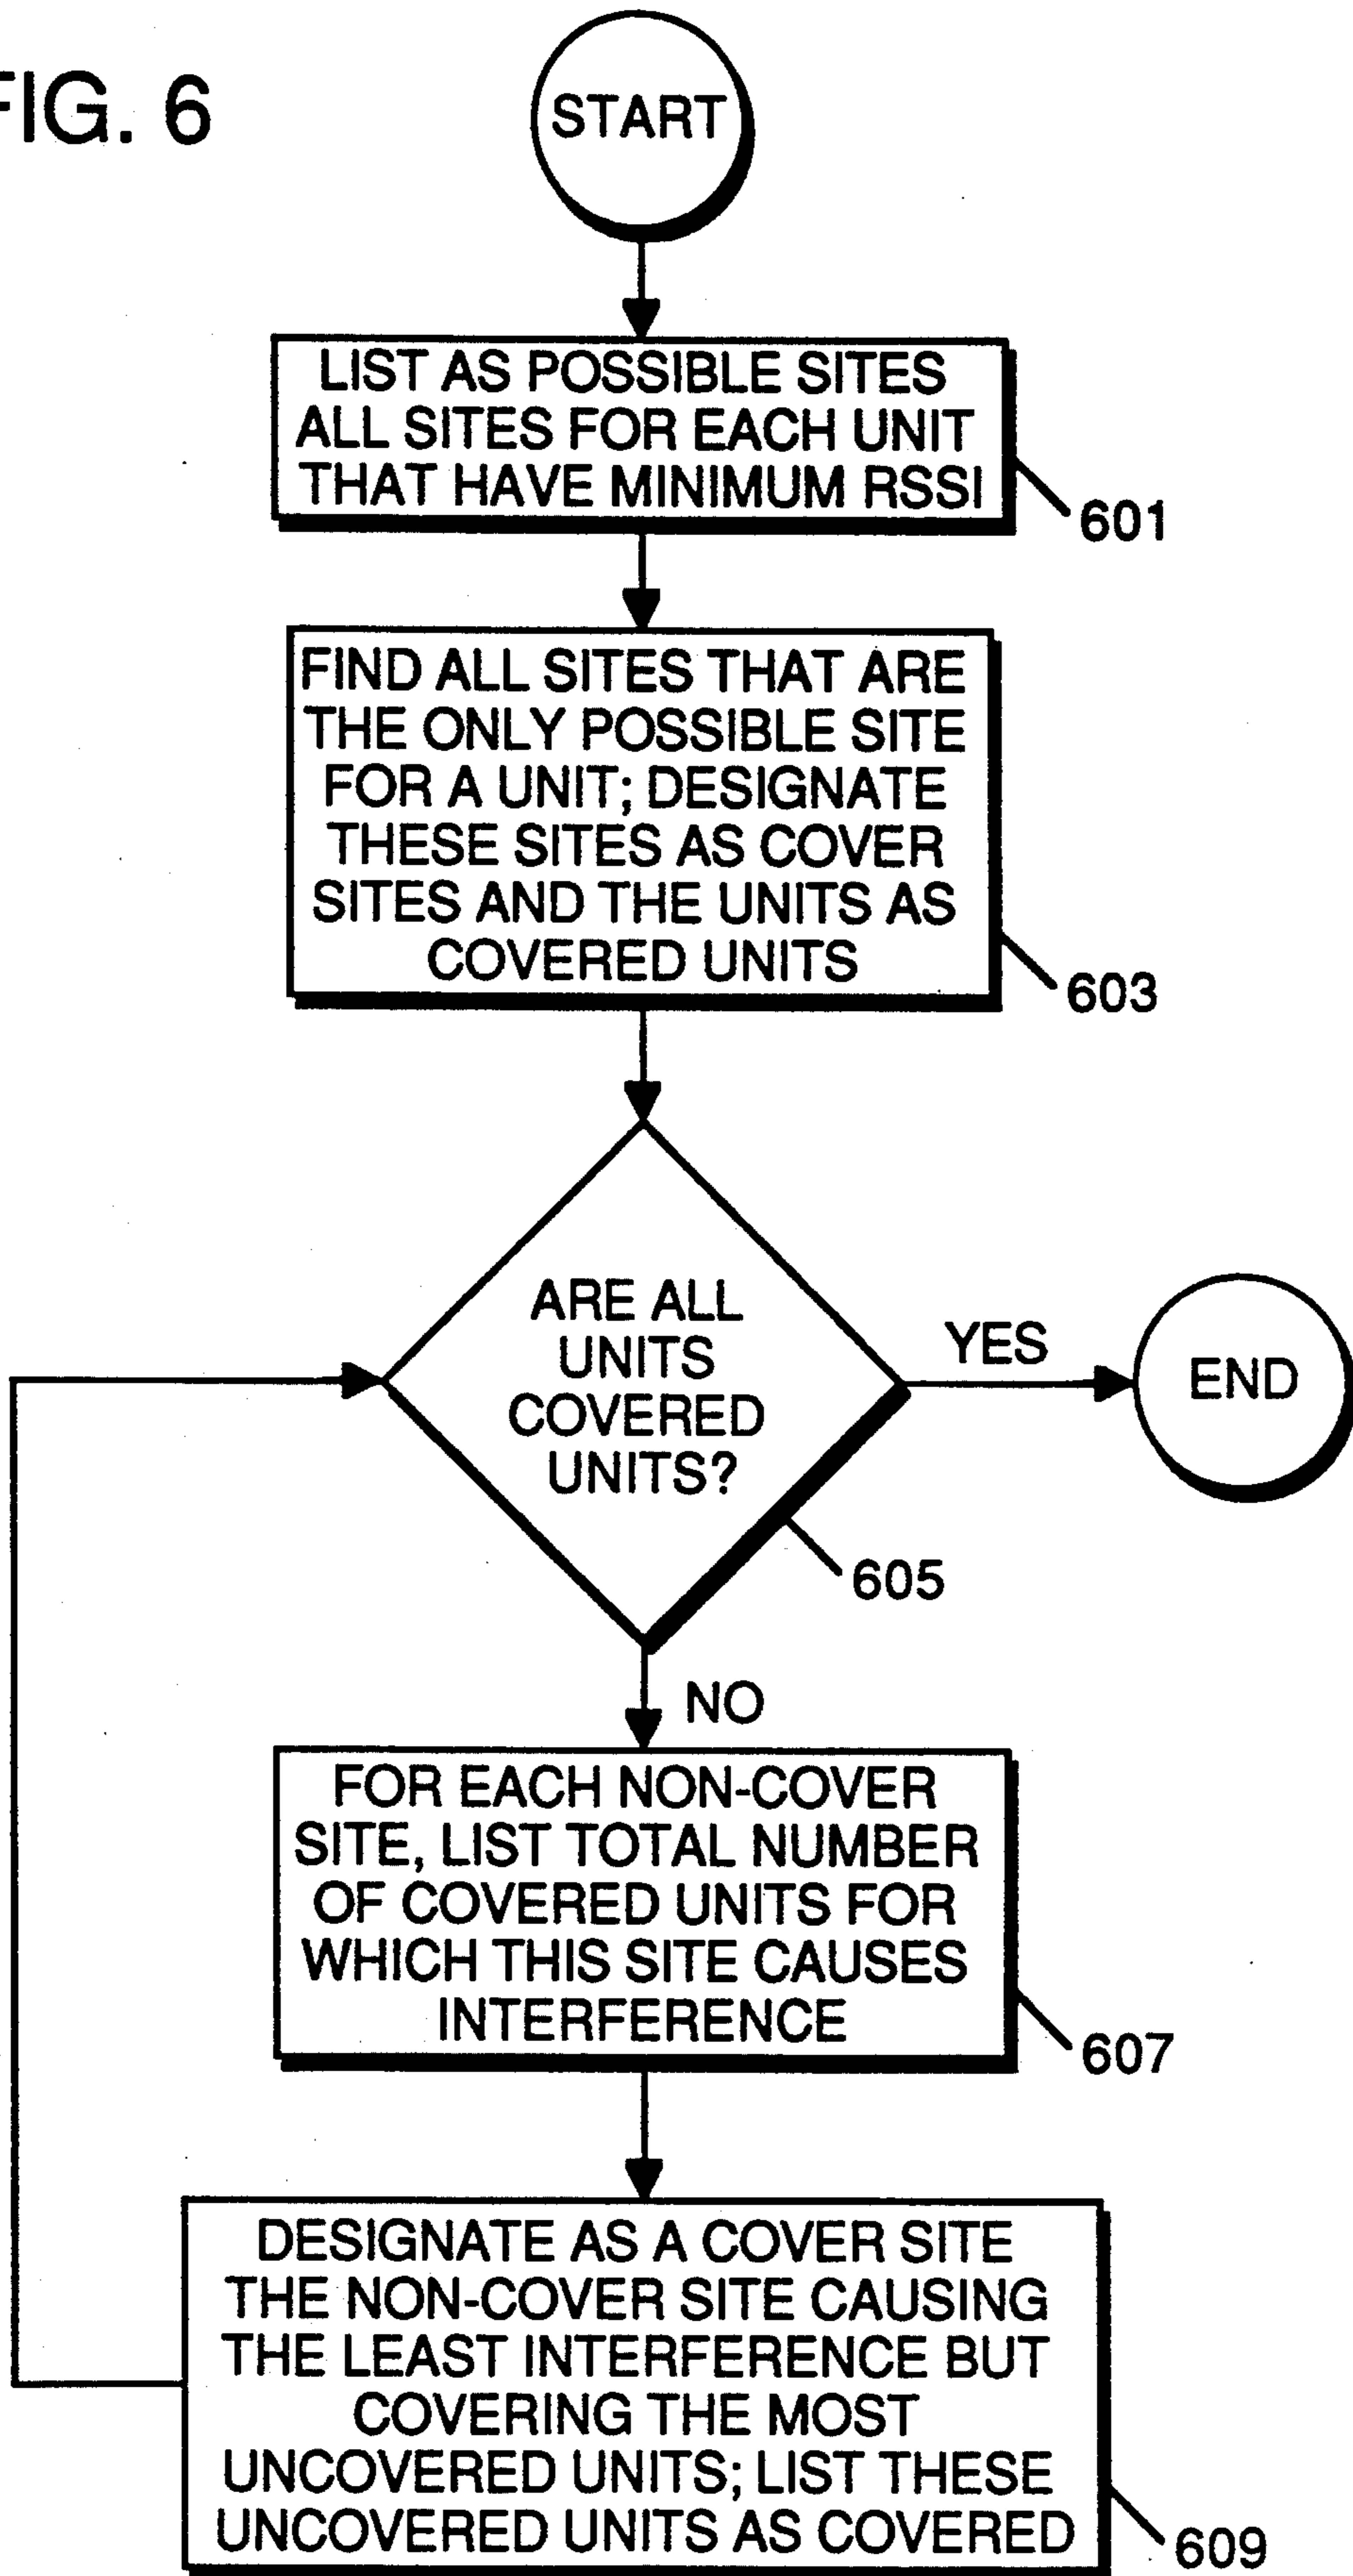 FIG. 6
START
LIST AS POSSIBLE SITES
ALL SITES FOR EACH UNIT
THAT HAVE MINIMUM RSSI
601
FIND ALL SITES THAT ARE
THE ONLY POSSIBLE SITE
FOR A UNIT; DESIGNATE
THESE SITES AS COVER
SITES AND THE UNITS AS
COVERED UNITS
603
ARE ALL
UNITS
COVERED
UNITS?
YES
END
605
NO
FOR EACH NON-COVER
SITE, LIST TOTAL NUMBER
OF COVERED UNITS FOR
WHICH THIS SITE CAUSES
INTERFERENCE
607
DESIGNATE AS A COVER SITE
THE NON-COVER SITE CAUSING
THE LEAST INTERFERENCE BUT
COVERING THE MOST
UNCOVERED UNITS; LIST THESE
UNCOVERED UNITS AS COVERED
609